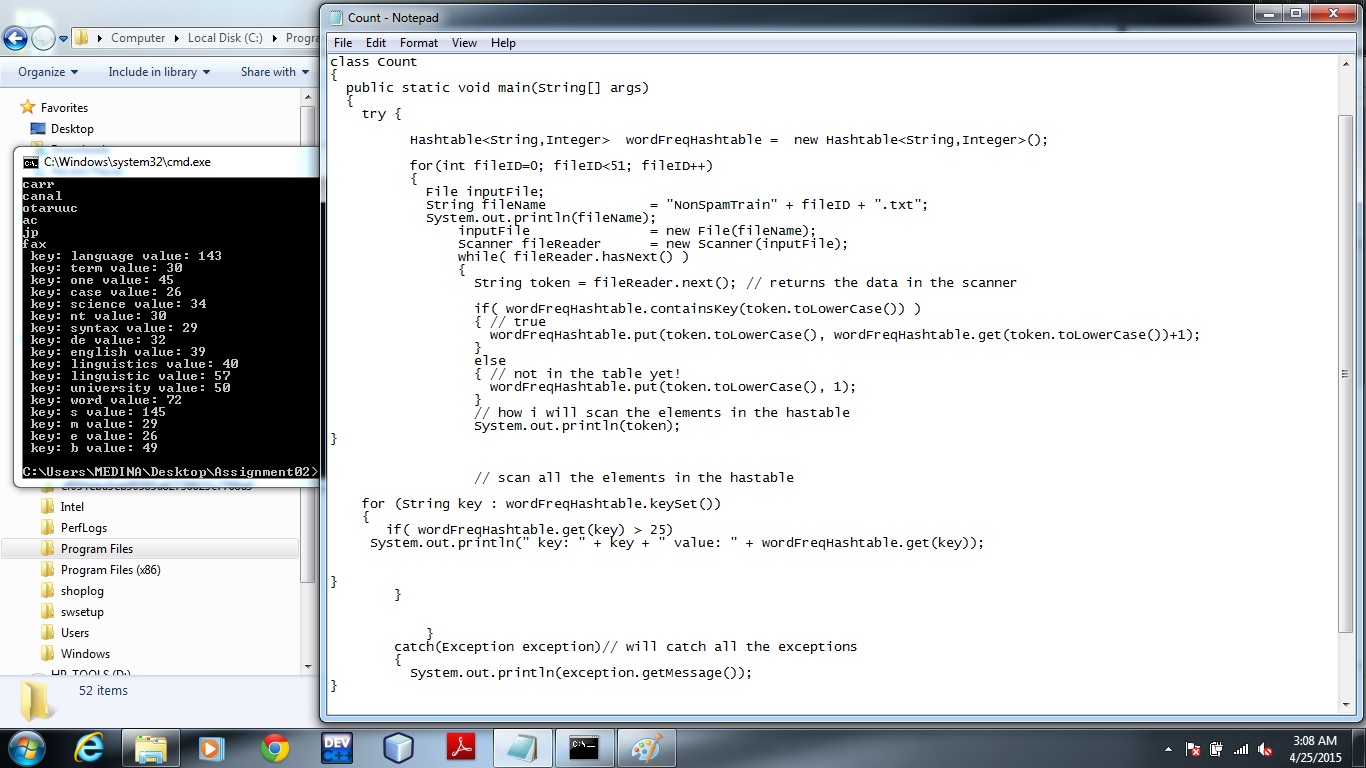 Count - Notepad
Computer ▸ Local Disk (C:) ▸ Progra
File Edit Format View Help
Organize Include in library Share with
Favorites
Desktop
C:\Windows\system32\cmd.exe
carr
canal
otaruuc
ac
jp
fax
key: language value: 143
key: term value: 30
key: one value: 45
key: case value: 26
key: science value: 34
key: nt value: 30
key: syntax value: 29
key: de value: 32
key: english value: 39
key: linguistics value: 40
key: linguistic value: 57
key: university value: 50
key: word value: 72
key: s value: 145
key: m value: 29
key: e value: 26
key: b value: 49
C:\Users\MEDINA\Desktop\Assignment02>
Intel
PerfLogs
Program Files
Program Files (x86)
shoplog
swsetup
Users
Windows
HP_TOOLS (D:)
52 items
class Count
{
public static void main(String[] args)
{
try {
Hashtable<String,Integer> wordFreqHashtable = new Hashtable<String,Integer>();
for(int fileID=0; fileID<51; fileID++)
{
File inputFile;
String fileName = "NonSpamTrain" + fileID + ".txt";
System.out.println(fileName);
inputFile = new File(fileName);
Scanner fileReader = new Scanner(inputFile);
while( fileReader.hasNext() )
{
String token = fileReader.next(); // returns the data in the scanner
if( wordFreqHashtable.containsKey(token.toLowerCase()) )
{ // true
wordFreqHashtable.put(token.toLowerCase(), wordFreqHashtable.get(token.toLowerCase())+1);
}
else
{ // not in the table yet!
wordFreqHashtable.put(token.toLowerCase(), 1);
}
// how i will scan the elements in the hastable
System.out.println(token);
}
// scan all the elements in the hastable
for (String key : wordFreqHashtable.keySet())
{
if( wordFreqHashtable.get(key) > 25)
System.out.println(" key: " + key + " value: " + wordFreqHashtable.get(key));
}
}
}
catch(Exception exception)// will catch all the exceptions
{
System.out.println(exception.getMessage());
}
DEV C++
3:08 AM
4/25/2015